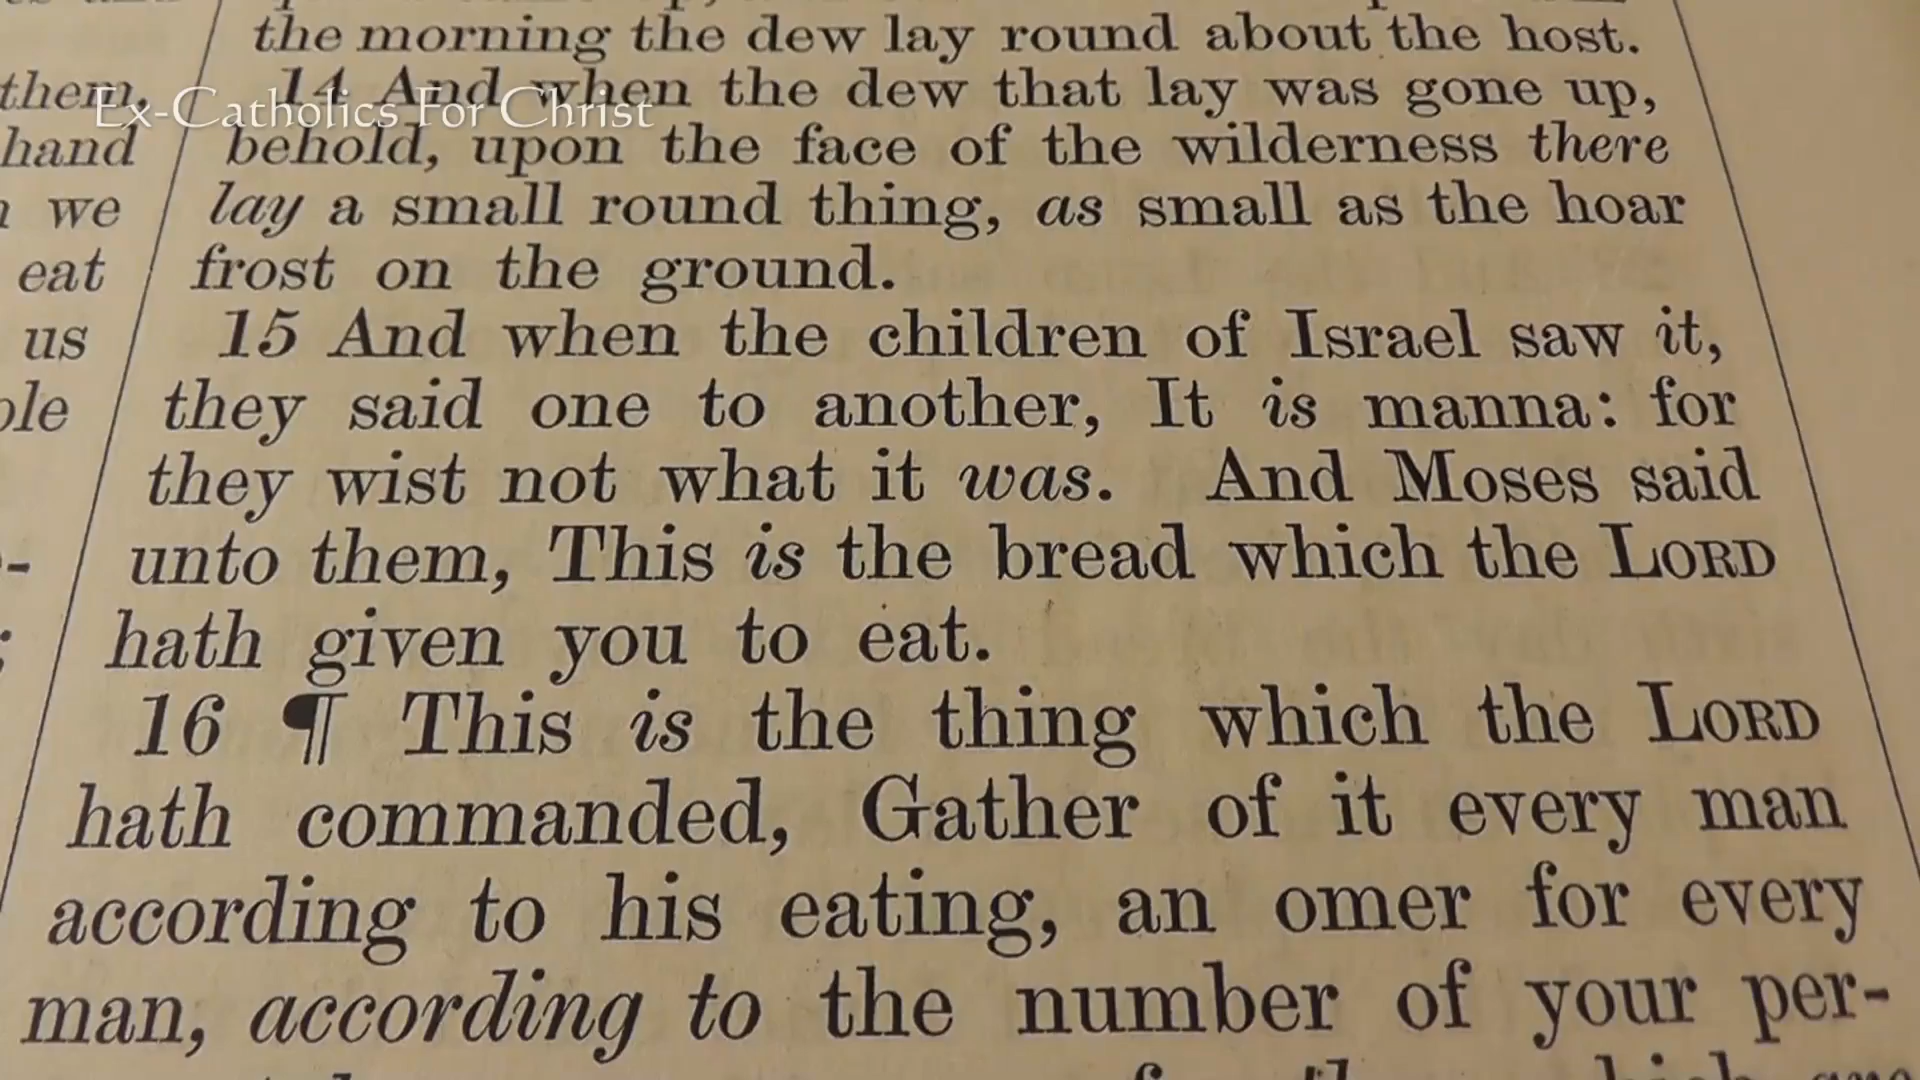 the morning the dew lay round about the host.
14 And when the dew that lay was gone up,
behold, upon the face of the wilderness there
lay a small round thing, as small as the hoar
frost on the ground.
15 And when the children of Israel saw it,
they said one to another, It is manna: for
they wist not what it was. And Moses said
unto them, This is the bread which the LORD
hath given you to eat.
16 ¶ This is the thing which the LORD
hath commanded, Gather of it every man
according to his eating, an omer for every
man, according to the number of your per-
them,
hand
we
eat
us
Ex-Catholics For Christ